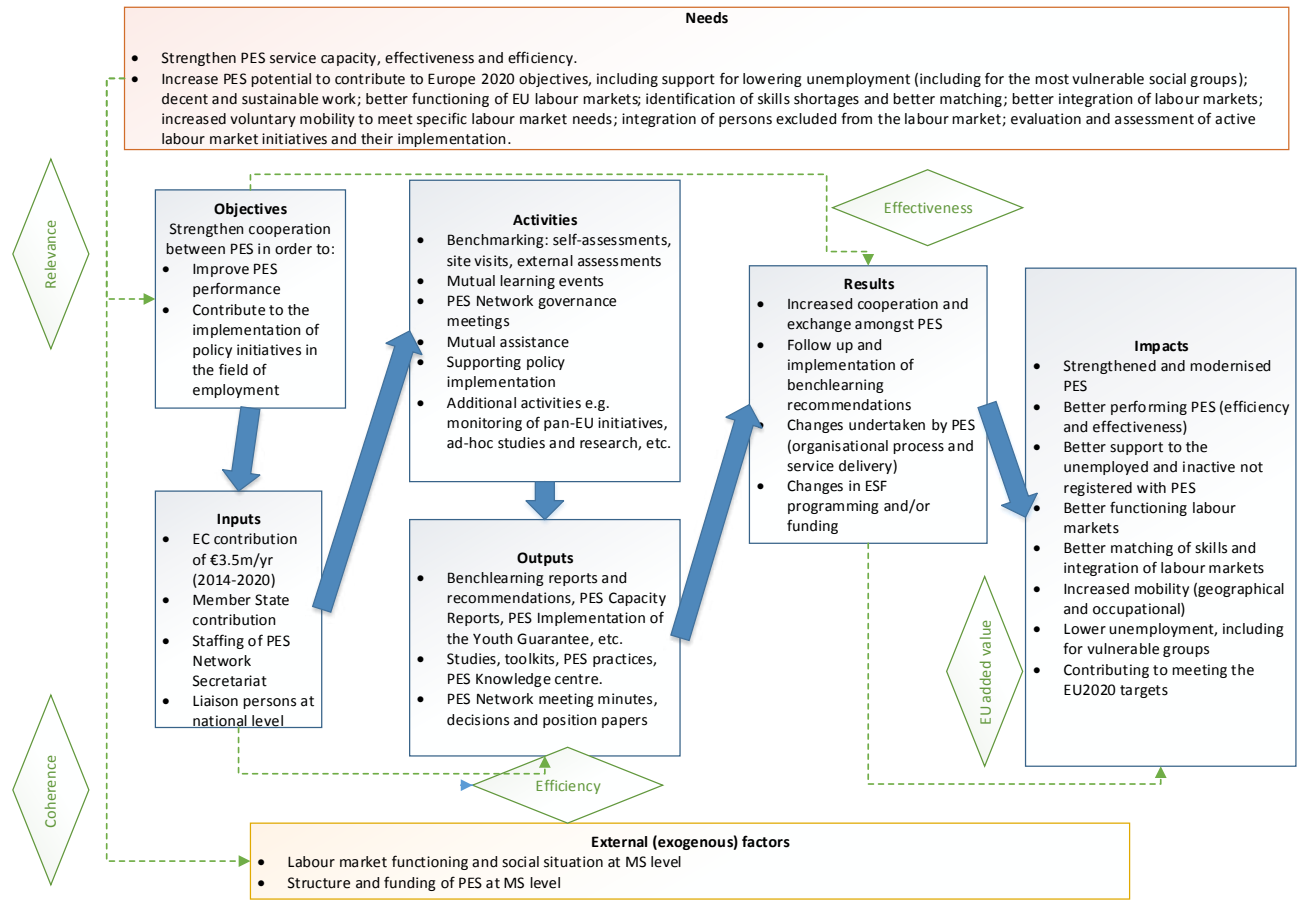 Needs
• Strengthen PES service capacity, effectiveness and efficiency.
• Increase PES potential to contribute to Europe 2020 objectives, including support for lowering unemployment (including for the most vulnerable social groups);
decent and sustainable work; better functioning of EU labour markets; identification of skills shortages and better matching; better integration of labour markets;
increased voluntary mobility to meet specific labour market needs; integration of persons excluded from the labour market; evaluation and assessment of active
labour market initiatives and their implementation.
Relevance
Objectives
Strengthen cooperation
between PES in order to:
• Improve PES
performance
• Contribute to the
implementation of
policy initiatives in
the field of
employment
Inputs
• EC contribution
of €3.5m/yr
(2014-2020)
• Member State
contribution
• Staffing of PES
Network
Secretariat
• Liaison persons at
national level
Activities
• Benchmarking: self-assessments,
site visits, external assessments
• Mutual learning events
• PES Network governance
meetings
• Mutual assistance
• Supporting policy
implementation
• Additional activities e.g.
monitoring of pan-EU initiatives,
ad-hoc studies and research, etc.
Outputs
• Benchlearning reports and
recommendations, PES Capacity
Reports, PES Implementation of
the Youth Guarantee, etc.
• Studies, toolkits, PES practices,
PES Knowledge centre.
• PES Network meeting minutes,
decisions and position papers
Effectiveness
Results
• Increased cooperation and
exchange amongst PES
• Follow up and
implementation of
benchlearning
recommendations
• Changes undertaken by PES
(organisational process and
service delivery)
• Changes in ESF
programming and/or
funding
Impacts
• Strengthened and modernised
PES
• Better performing PES (efficiency
and effectiveness)
• Better support to the
unemployed and inactive not
registered with PES
• Better functioning labour
markets
• Better matching of skills and
integration of labour markets
• Increased mobility (geographical
and occupational)
• Lower unemployment, including
for vulnerable groups
• Contributing to meeting the
EU2020 targets
EU added value
Coherence
Efficiency
External (exogenous) factors
• Labour market functioning and social situation at MS level
• Structure and funding of PES at MS level